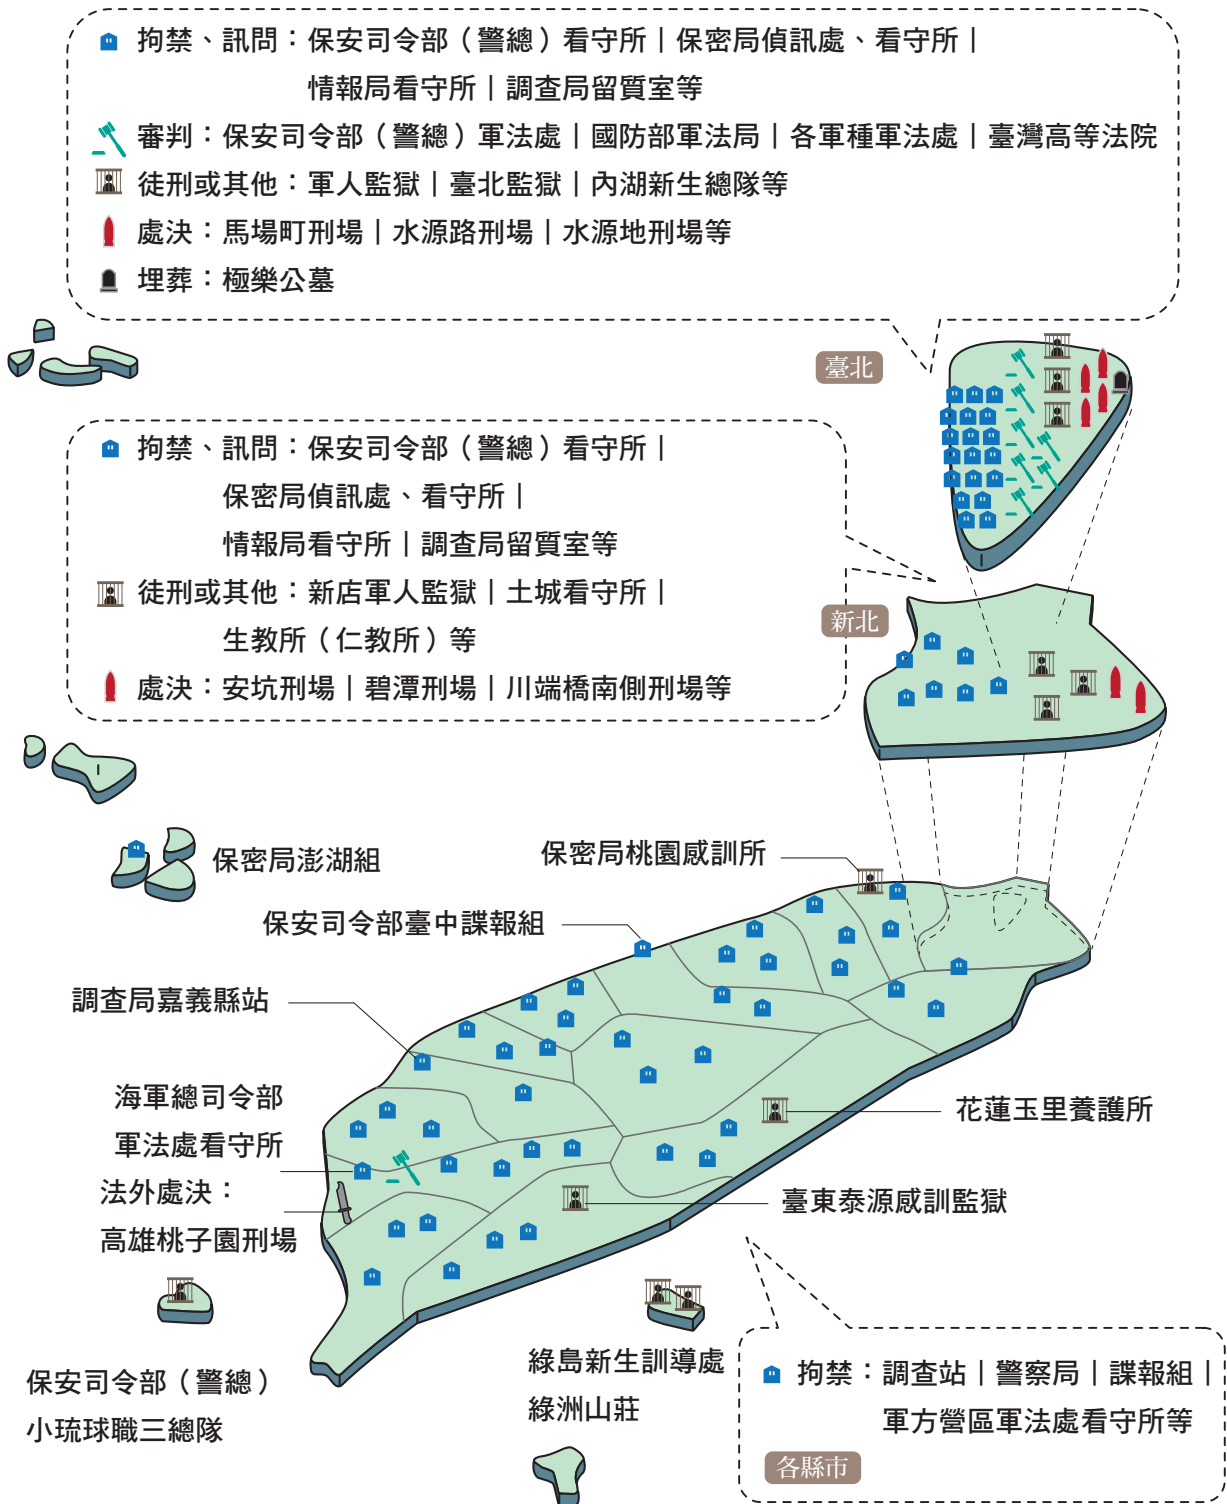 拘禁、訊問：保安司令部（警總）看守所｜保密局偵訊處、看守所｜
情報局看守所｜調查局留質室等
審判：保安司令部（警總）軍法處｜國防部軍法局｜各軍種軍法處｜臺灣高等法院
徒刑或其他：軍人監獄｜臺北監獄｜內湖新生總隊等
處決：馬場町刑場｜水源路刑場｜水源地刑場等
埋葬：極樂公墓
臺北
拘禁、訊問：保安司令部（警總）看守所｜
保密局偵訊處、看守所｜
情報局看守所｜調查局留質室等
徒刑或其他：新店軍人監獄｜土城看守所｜
生教所（仁教所）等
處決：安坑刑場｜碧潭刑場｜川端橋南側刑場等
新北
保密局澎湖組
保密局桃園感訓所
保安司令部臺中諜報組
調查局嘉義縣站
海軍總司令部
軍法處看守所
法外處決：
高雄桃子園刑場
花蓮玉里養護所
臺東泰源感訓監獄
保安司令部（警總）
小琉球職三總隊
綠島新生訓導處
綠洲山莊
拘禁：調查站｜警察局｜諜報組｜
軍方營區軍法處看守所等
各縣市